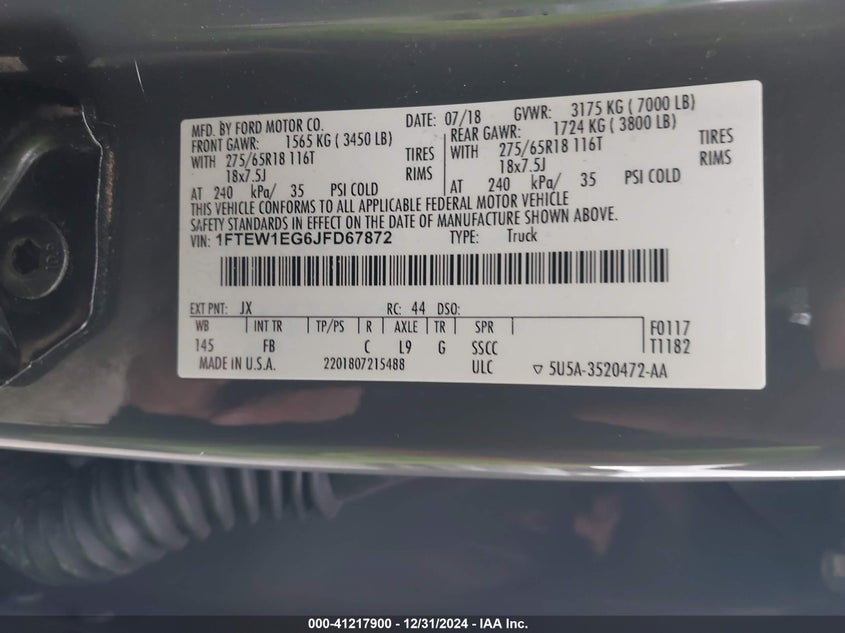 MFD. BY FORD MOTOR CO. DATE: 07/18 GVWR: 3175 KG ( 7000 LB)
FRONT GAWR: 1565 KG ( 3450 LB) REAR GAWR: 1724 KG ( 3800 LB)
WITH 275/65R18 116T TIRES WITH 275/65R18 116T TIRES
18x7.5J RIMS 18x7.5J RIMS
AT 240 kPa/ 35 PSI COLD AT 240 kPa/ 35 PSI COLD
THIS VEHICLE CONFORMS TO ALL APPLICABLE FEDERAL MOTOR VEHICLE
SAFETY STANDARDS IN EFFECT ON THE DATE OF MANUFACTURE SHOWN ABOVE.
VIN: 1FTEW1EG6JFD67872 TYPE: Truck
EXT PNT: JX RC: 44 DSO:
WB INT TR TP/PS R AXLE TR SPR F0117
145 FB C L9 G SSCC T1182
MADE IN U.S.A. 2201807215488 ULC ▽ 5U5A-3520472-AA
000-41217900 - 12/31/2024 - IAA Inc.